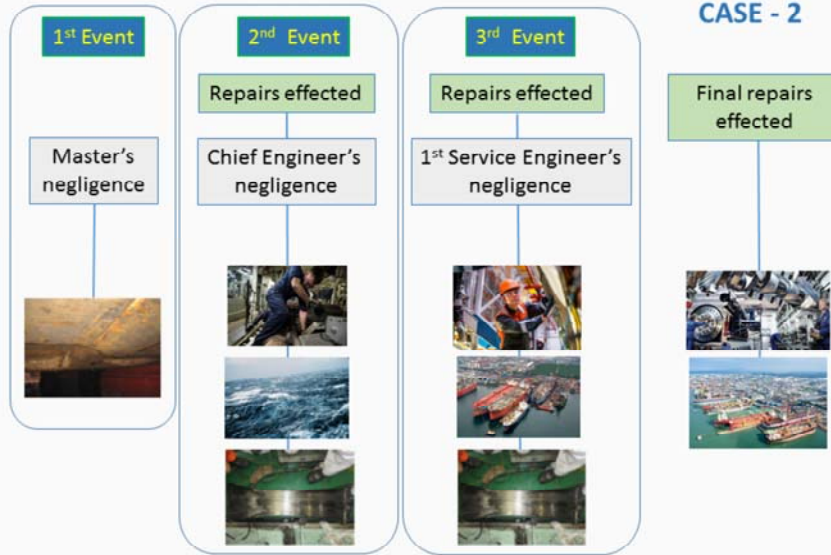 CASE - 2
1st Event
2nd Event
3rd Event
Repairs effected
Repairs effected
Final repairs
effected
Master's
negligence
Chief Engineer's
negligence
1st Service Engineer's
negligence